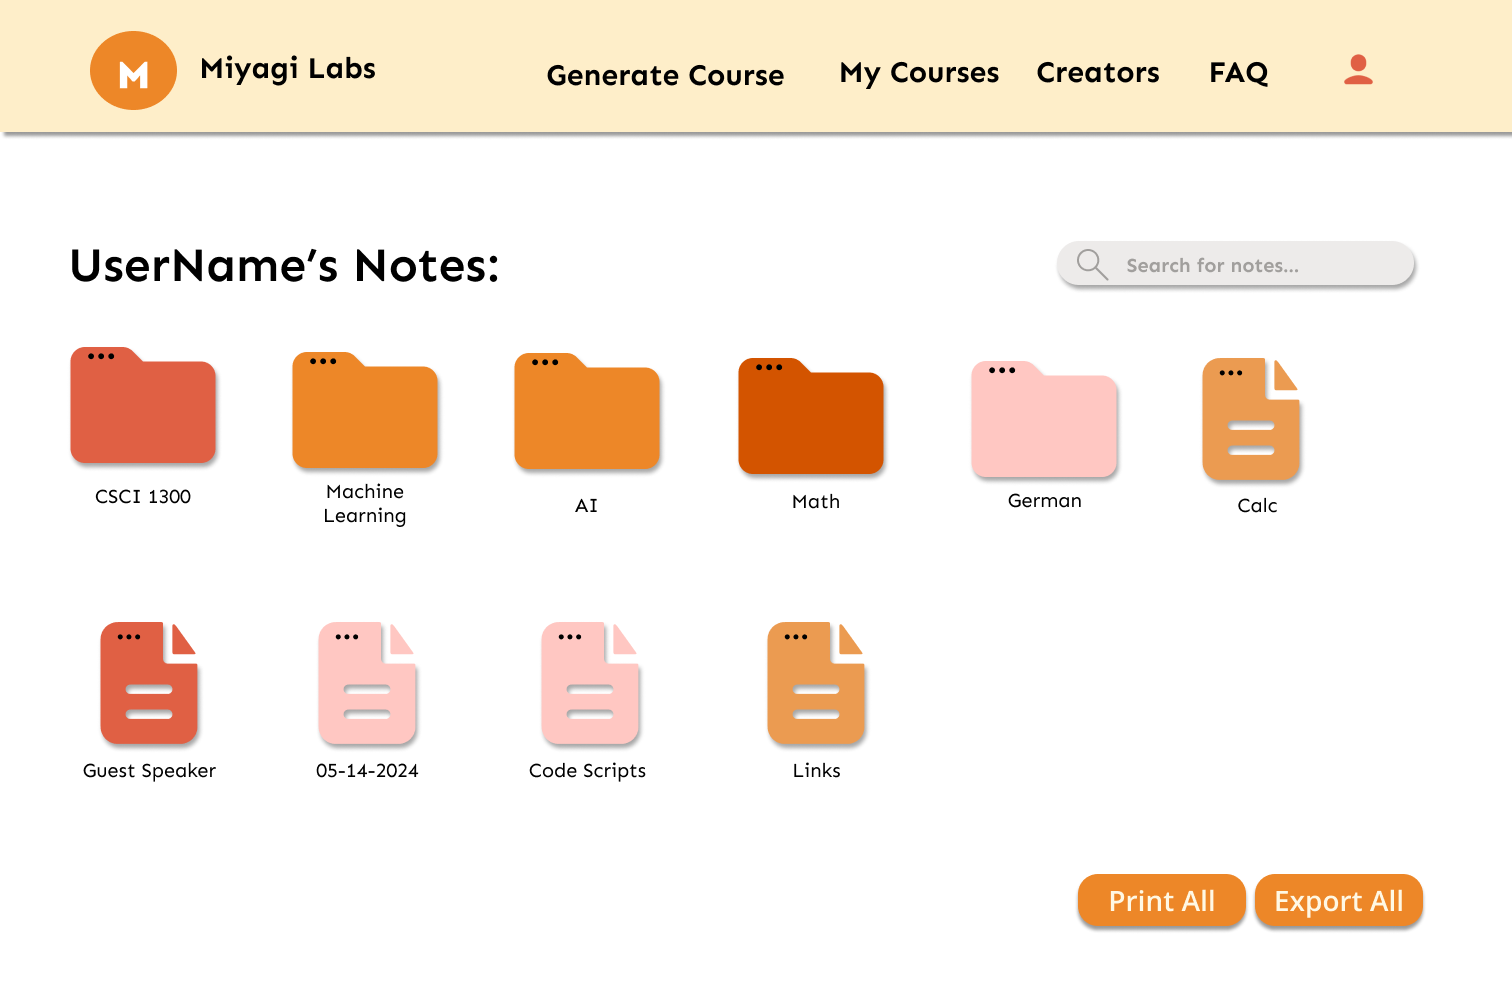 M
Miyagi Labs
Generate Course
My Courses
Creators
FAQ
UserName’s Notes:
Search for notes...
CSCI 1300
Machine
Learning
AI
Math
German
Calc
Guest Speaker
05-14-2024
Code Scripts
Links
Print All
Export All